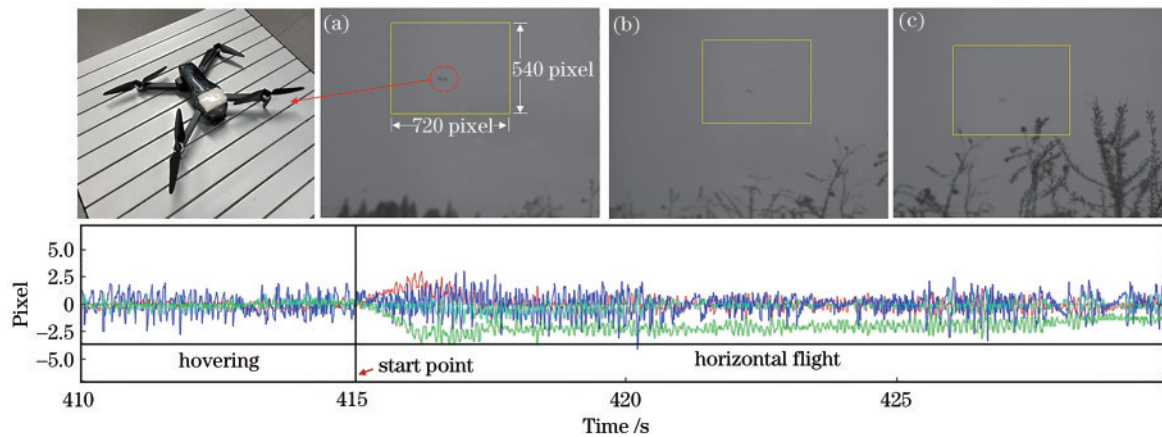 (a)
540 pixel
720 pixel
(b)
(c)
Pixel
5.0
2.5
0
−2.5
−5.0
hovering
start point
horizontal flight
410
415
420
425
Time /s